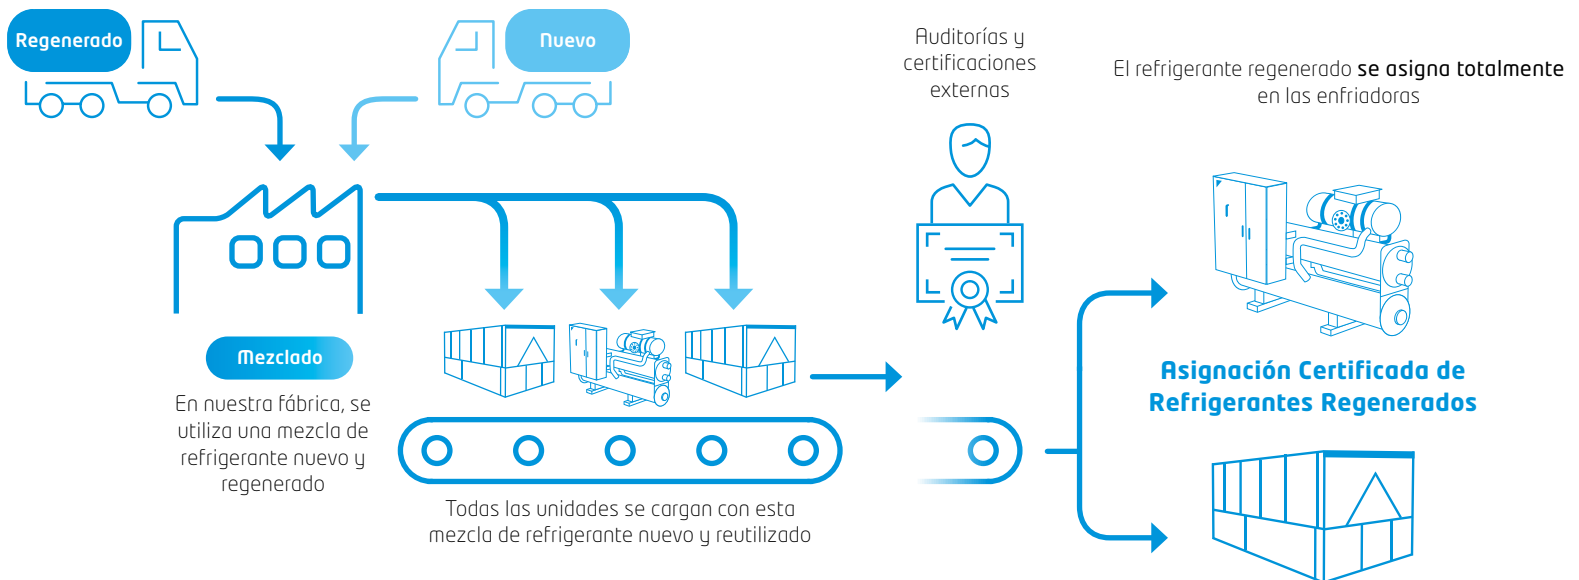 Regenerado
Nuevo
Auditorías y
certificaciones
externas
El refrigerante regenerado se asigna totalmente
en las enfriadoras
Mezclado
En nuestra fábrica, se
utiliza una mezcla de
refrigerante nuevo y
regenerado
Todas las unidades se cargan con esta
mezcla de refrigerante nuevo y reutilizado
Asignación Certificada de
Refrigerantes Regenerados